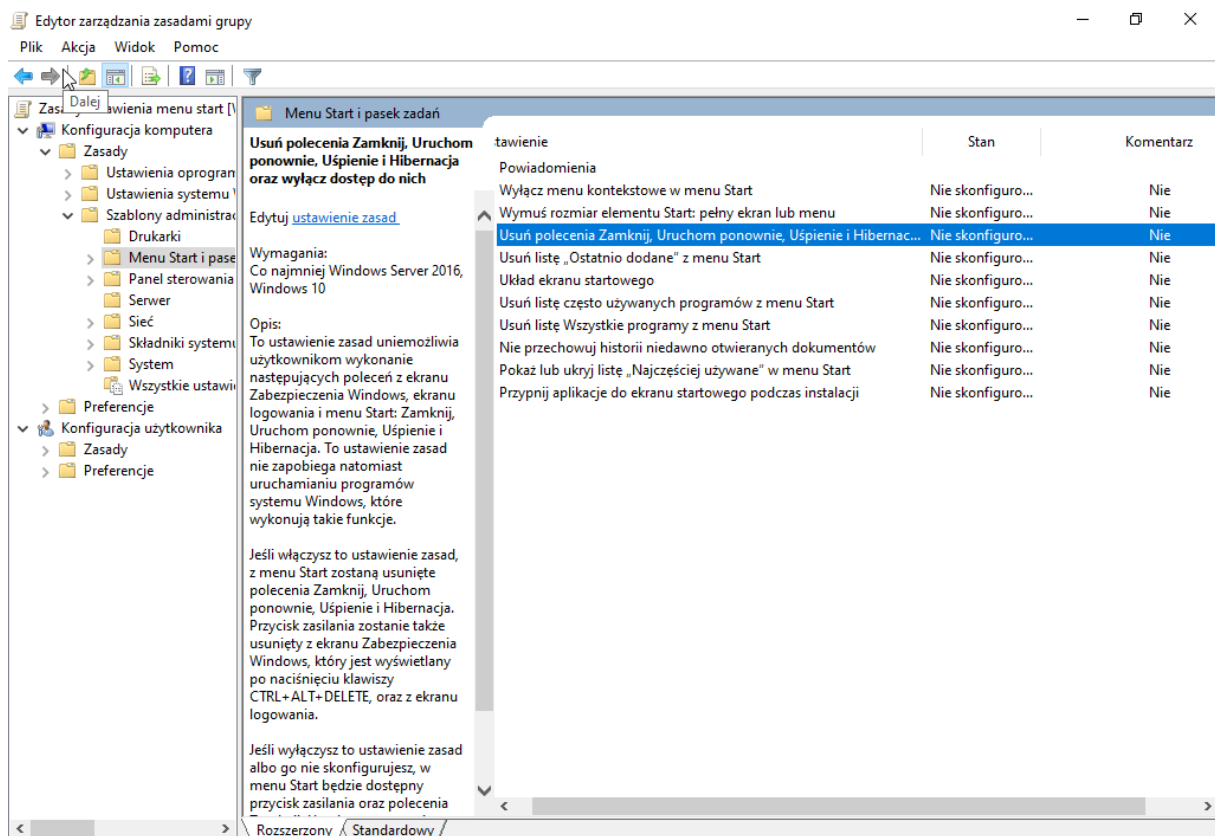 Edytor zarządzania zasadami grupy
Plik Akcja Widok Pomoc
Dalej
Zasady awienia menu start [\
Konfiguracja komputera
Zasady
Ustawienia oprogram
Ustawienia systemu
Szablony administrac
Drukarki
Menu Start i pase
Panel sterowania
Serwer
Sieć
Składniki systemu
System
Wszystkie ustawi
Preferencje
Konfiguracja użytkownika
Zasady
Preferencje
Menu Start i pasek zadań
Usuń polecenia Zamknij, Uruchom
ponownie, Uśpienie i Hibernacja
oraz wyłącz dostęp do nich
Edytuj ustawienie zasad
Wymagania:
Co najmniej Windows Server 2016,
Windows 10
Opis:
To ustawienie zasad uniemożliwia
użytkownikom wykonanie
następujących poleceń z ekranu
Zabezpieczenia Windows, ekranu
logowania i menu Start: Zamknij,
Uruchom ponownie, Uśpienie i
Hibernacja. To ustawienie zasad
nie zapobiega natomiast
uruchamianiu programów
systemu Windows, które
wykonują takie funkcje.
Jeśli włączysz to ustawienie zasad,
z menu Start zostaną usunięte
polecenia Zamknij, Uruchom
ponownie, Uśpienie i Hibernacja.
Przycisk zasilania zostanie także
usunięty z ekranu Zabezpieczenia
Windows, który jest wyświetlany
po naciśnięciu klawiszy
CTRL+ALT+DELETE, oraz z ekranu
logowania.
Jeśli wyłączysz to ustawienie zasad
albo go nie skonfigurujesz, w
menu Start będzie dostępny
przycisk zasilania oraz polecenia
tawienie Stan Komentarz
Powiadomienia
Wyłącz menu kontekstowe w menu Start Nie skonfiguro... Nie
Wymuś rozmiar elementu Start: pełny ekran lub menu Nie skonfiguro... Nie
Usuń polecenia Zamknij, Uruchom ponownie, Uśpienie i Hibernac... Nie skonfiguro... Nie
Usuń listę „Ostatnio dodane” z menu Start Nie skonfiguro... Nie
Układ ekranu startowego Nie skonfiguro... Nie
Usuń listę często używanych programów z menu Start Nie skonfiguro... Nie
Usuń listę Wszystkie programy z menu Start Nie skonfiguro... Nie
Nie przechowuj historii niedawno otwieranych dokumentów Nie skonfiguro... Nie
Pokaż lub ukryj listę „Najczęściej używane” w menu Start Nie skonfiguro... Nie
Przypnij aplikacje do ekranu startowego podczas instalacji Nie skonfiguro... Nie
Rozszerzony Standardowy